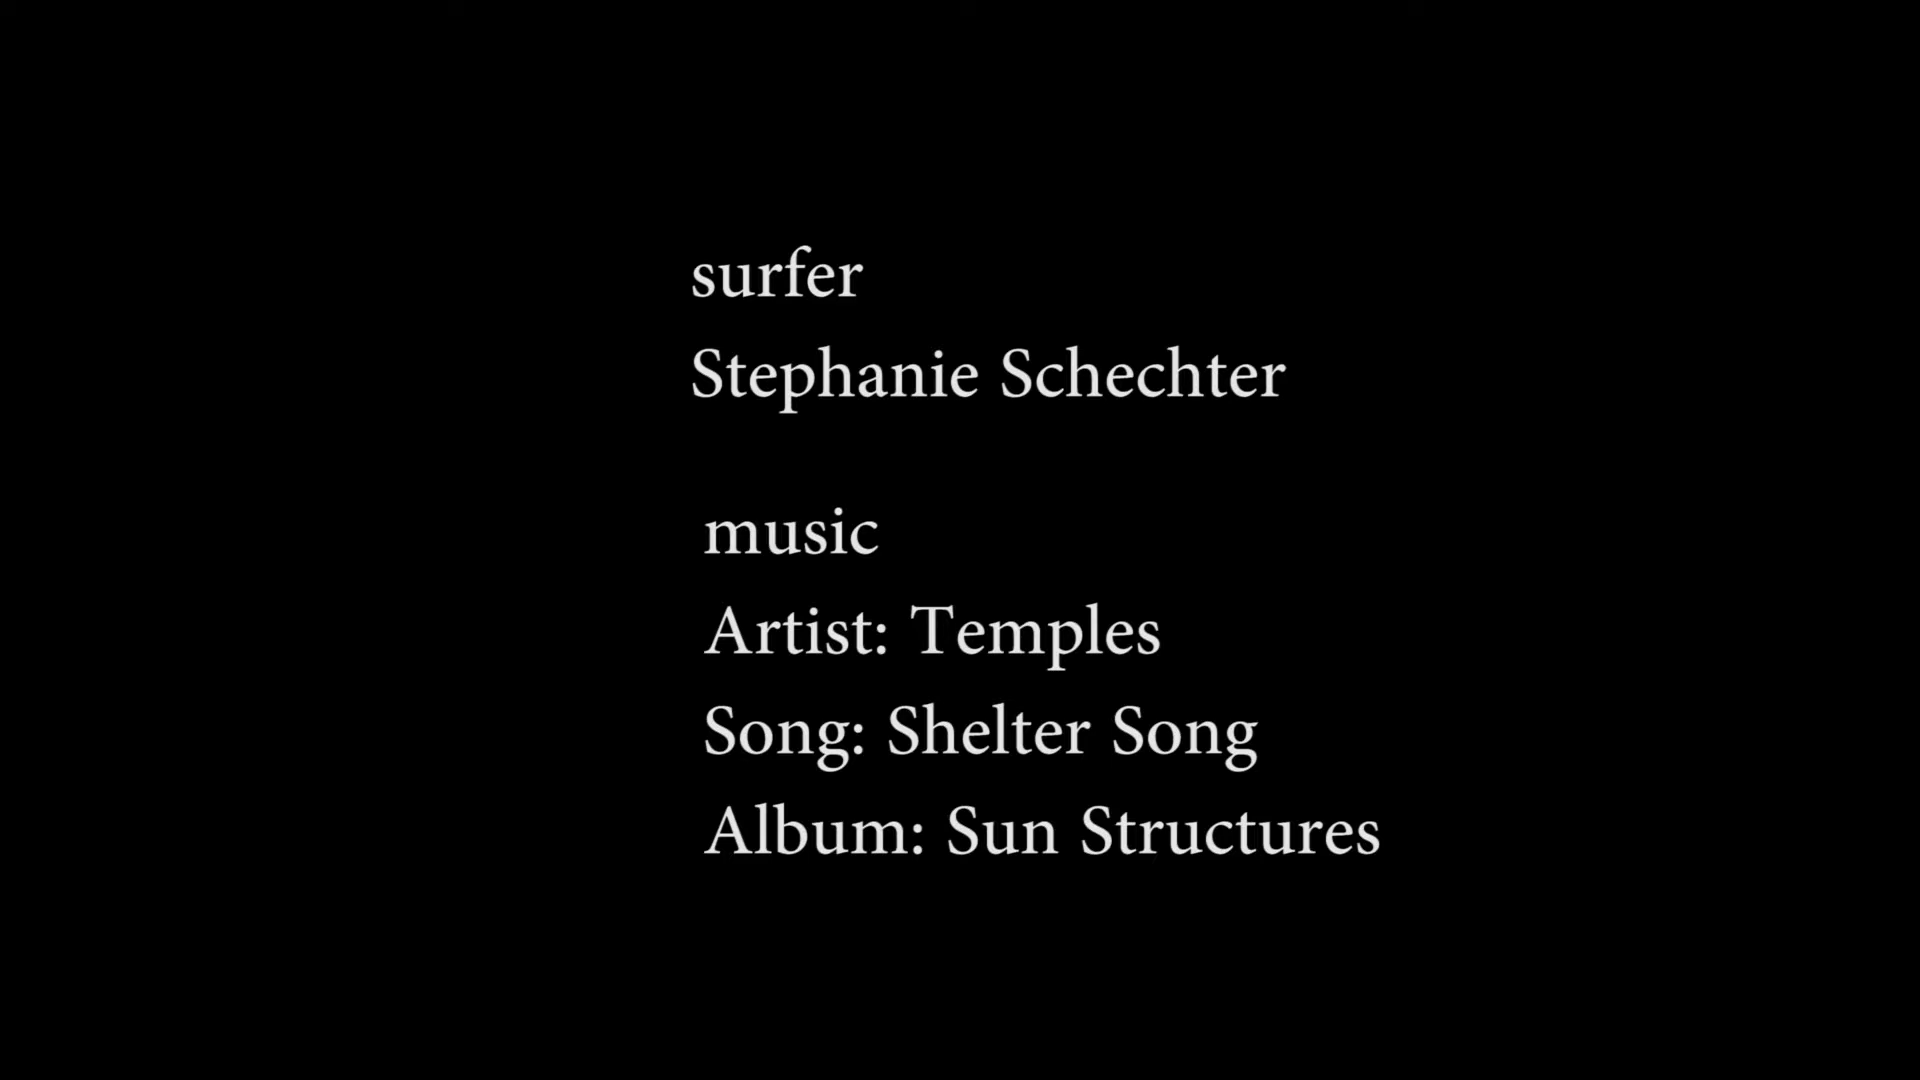 surfer
Stephanie Schechter
music
Artist: Temples
Song: Shelter Song
Album: Sun Structures